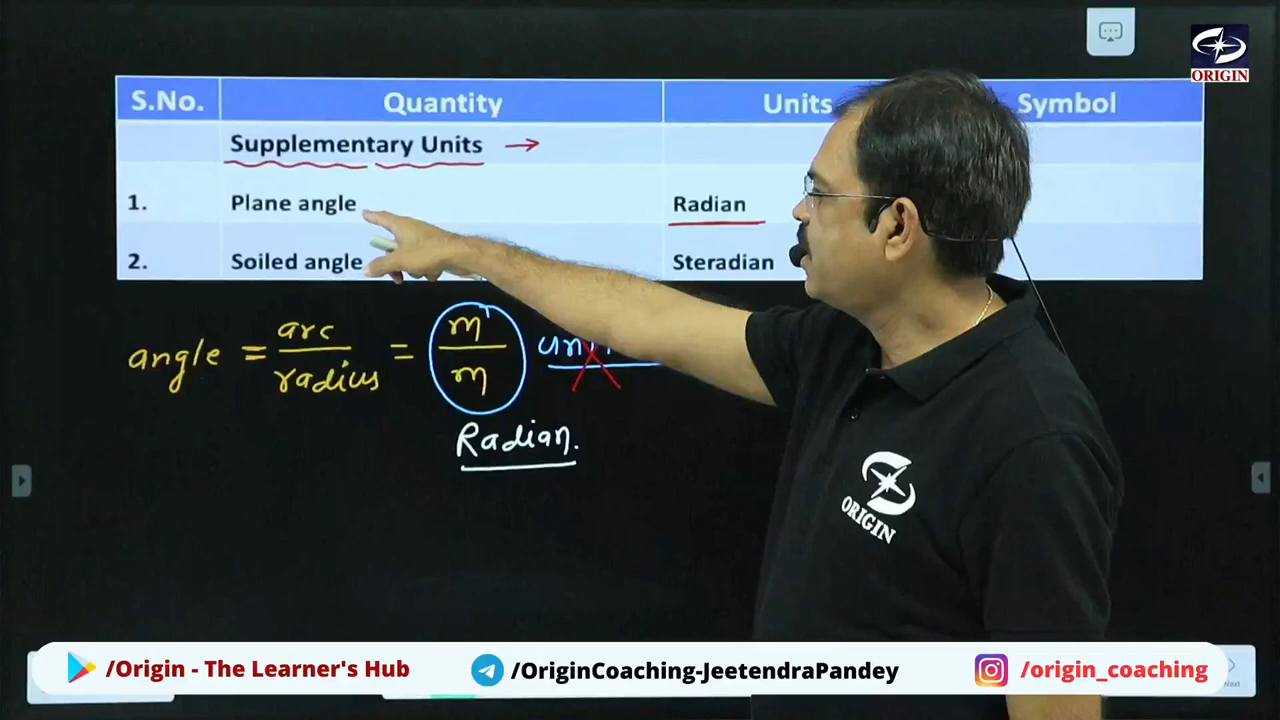 ORIGIN
S.No. Quantity Units Symbol
Supplementary Units →
1. Plane angle Radian
2. Soiled angle Steradian
angle = arc/radius = m/m
Radian.
ORIGIN
/Origin - The Learner's Hub /OriginCoaching-JeetendraPandey /origin_coaching
Next